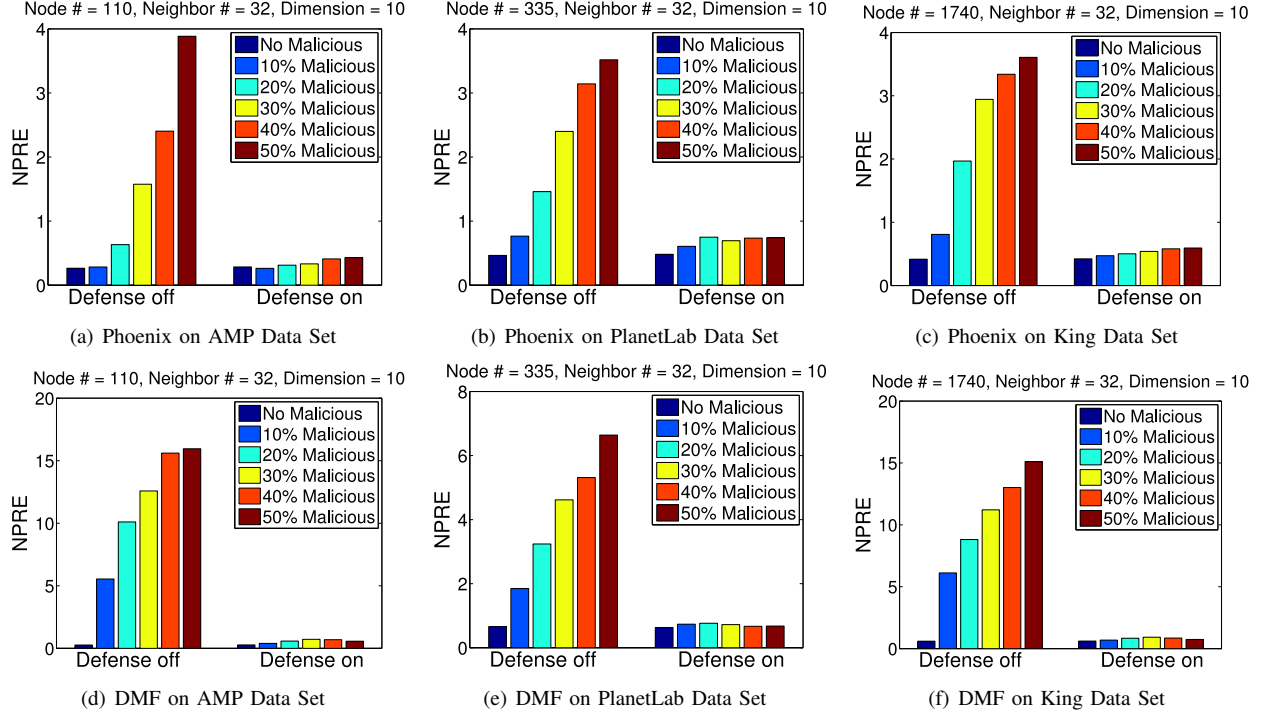 Node # = 110, Neighbor # = 32, Dimension = 10
4
3
2
1
0
NPRE
No Malicious
10% Malicious
20% Malicious
30% Malicious
40% Malicious
50% Malicious
Defense off
Defense on
(a) Phoenix on AMP Data Set
Node # = 335, Neighbor # = 32, Dimension = 10
4
3
2
1
0
NPRE
No Malicious
10% Malicious
20% Malicious
30% Malicious
40% Malicious
50% Malicious
Defense off
Defense on
(b) Phoenix on PlanetLab Data Set
Node # = 1740, Neighbor # = 32, Dimension = 10
4
3
2
1
0
NPRE
No Malicious
10% Malicious
20% Malicious
30% Malicious
40% Malicious
50% Malicious
Defense off
Defense on
(c) Phoenix on King Data Set
Node # = 110, Neighbor # = 32, Dimension = 10
20
15
10
5
0
NPRE
No Malicious
10% Malicious
20% Malicious
30% Malicious
40% Malicious
50% Malicious
Defense off
Defense on
(d) DMF on AMP Data Set
Node # = 335, Neighbor # = 32, Dimension = 10
8
6
4
2
0
NPRE
No Malicious
10% Malicious
20% Malicious
30% Malicious
40% Malicious
50% Malicious
Defense off
Defense on
(e) DMF on PlanetLab Data Set
Node # = 1740, Neighbor # = 32, Dimension = 10
20
15
10
5
0
NPRE
No Malicious
10% Malicious
20% Malicious
30% Malicious
40% Malicious
50% Malicious
Defense off
Defense on
(f) DMF on King Data Set